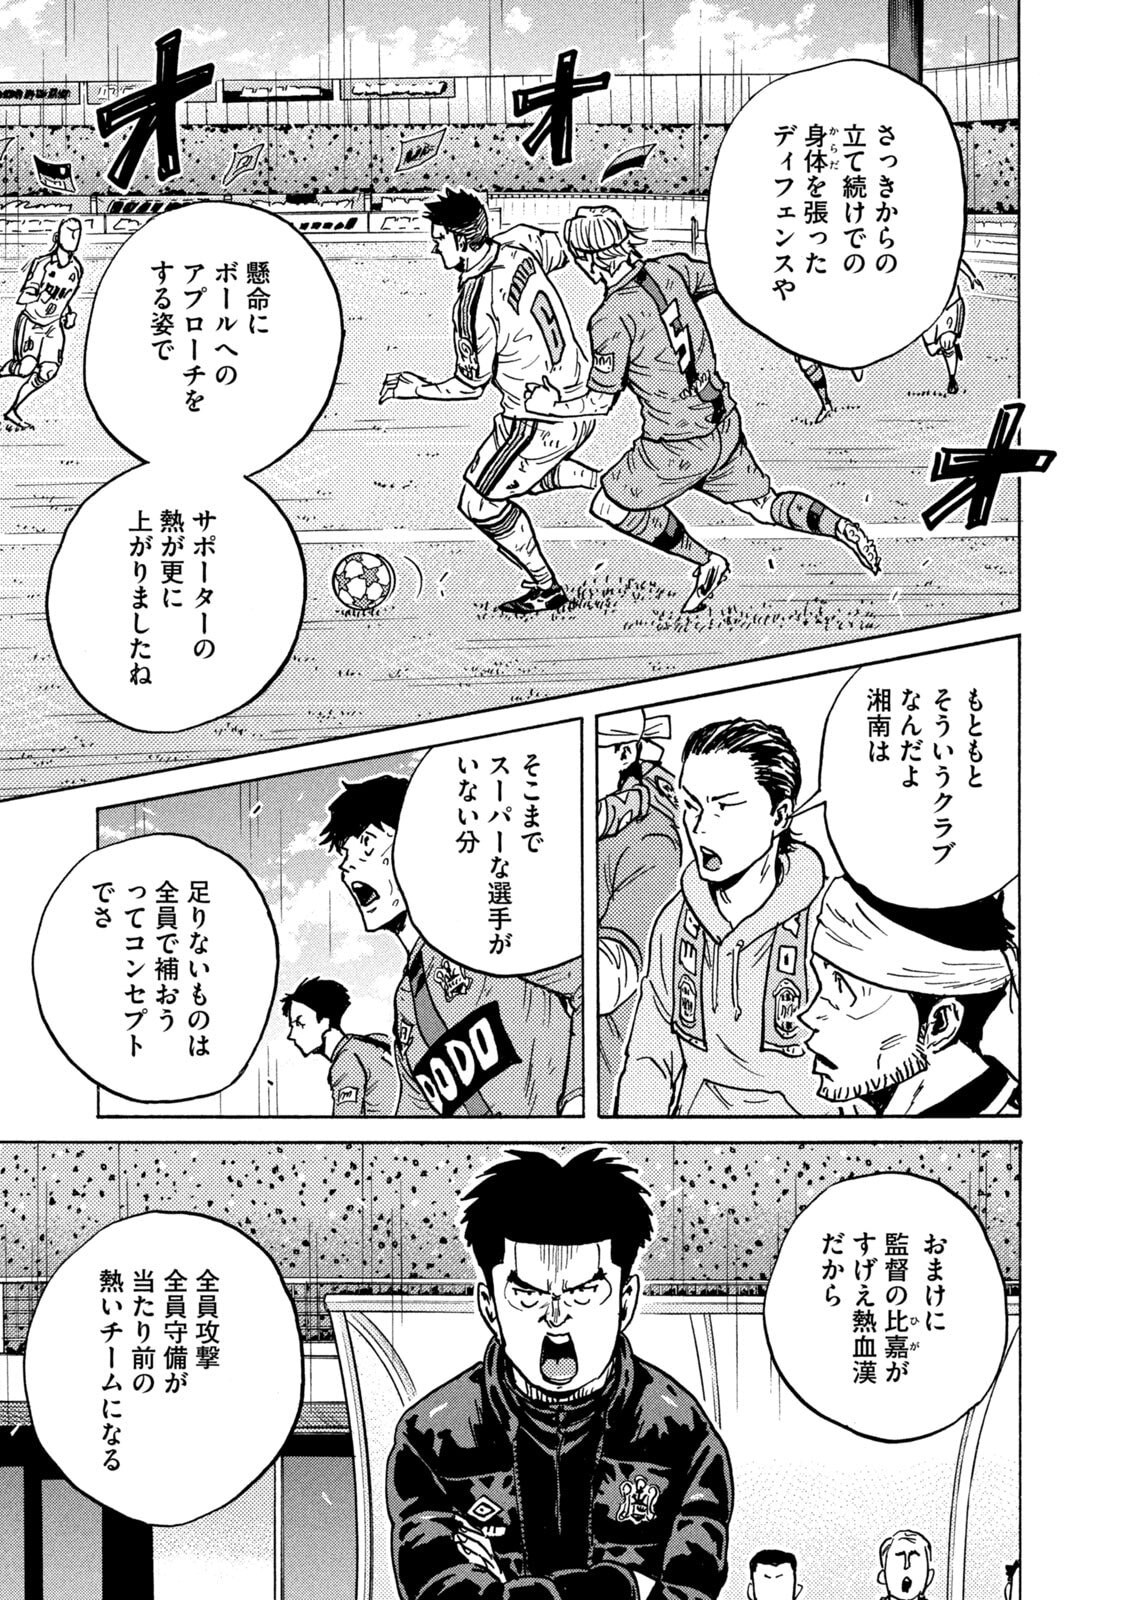 さっきからの
立て続けでの
身体を張った
ディフェンスや
からだ
オ
オ
オ
懸命に
ボールへの
アプローチを
する姿で
サポーターの
熱が更に
上がりましたね
もともと
そういうクラブ
なんだよ
湘南は
そこまで
スーパーな選手が
いない分
足りないものは
全員で補おう
ってコンセプト
でさ
DODO
おまけに
監督の比嘉が
ひが
すげえ熱血漢
だから
全員攻撃
全員守備が
当たり前の
熱いチームになる